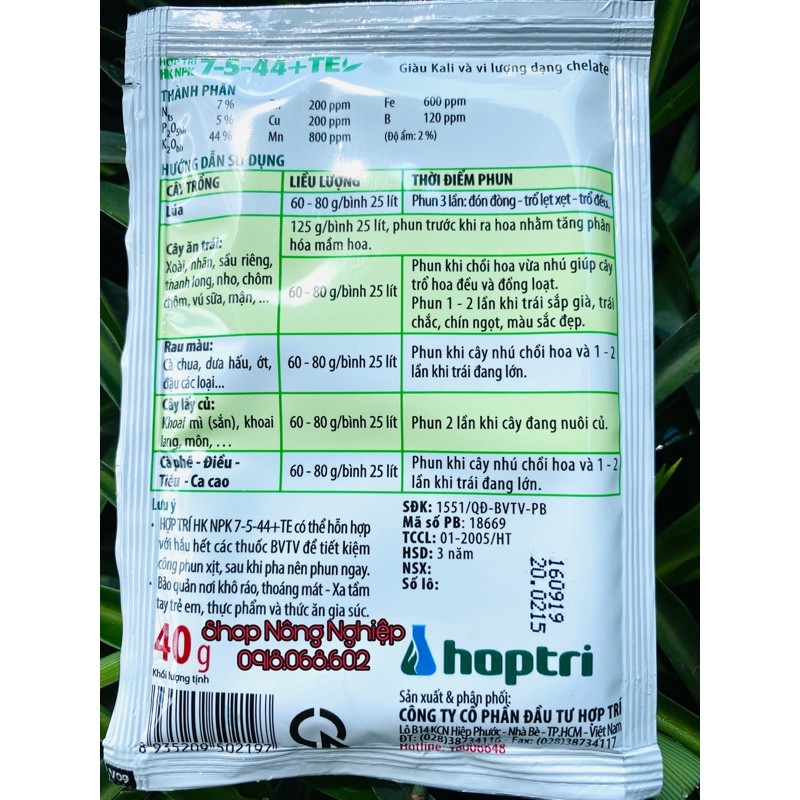 HỢP TRÍ
HK NPK 7-5-44+TE
Giàu Kali và vi lượng dạng chelate
THÀNH PHẦN
Nts 7 % 200 ppm Fe 600 ppm
P2O5hh 5 % Cu 200 ppm B 120 ppm
K2Ohh 44 % Mn 800 ppm (Độ ẩm: 2 %)
HƯỚNG DẪN SỬ DỤNG
CÂY TRỒNG LIỀU LƯỢNG THỜI ĐIỂM PHUN
Lúa 60 - 80 g/bình 25 lít Phun 3 lần: đón đòng - trổ lẹt xẹt - trổ đều.
Cây ăn trái:
Xoài, nhãn, sầu riêng,
thanh long, nho, chôm
chôm, vú sữa, mận, ...
125 g/bình 25 lít, phun trước khi ra hoa nhằm tăng phân
hóa mầm hoa.
60 - 80 g/bình 25 lít
Phun khi chồi hoa vừa nhú giúp cây
trổ hoa đều và đồng loạt.
Phun 1 - 2 lần khi trái sắp già, trái
chắc, chín ngọt, màu sắc đẹp.
Rau màu:
Cà chua, dưa hấu, ớt,
đậu các loại...
60 - 80 g/bình 25 lít
Phun khi cây nhú chồi hoa và 1 - 2
lần khi trái đang lớn.
Cây lấy củ:
Khoai mì (sắn), khoai
lang, môn, ...
60 - 80 g/bình 25 lít
Phun 2 lần khi cây đang nuôi củ.
Cà phê - Điều -
Tiêu - Ca cao
60 - 80 g/bình 25 lít
Phun khi cây nhú chồi hoa và 1 - 2
lần khi trái đang lớn.
Lưu ý
- HỢP TRÍ HK NPK 7-5-44+TE có thể hỗn hợp
với hầu hết các thuốc BVTV để tiết kiệm
công phun xịt, sau khi pha nên phun ngay.
- Bảo quản nơi khô ráo, thoáng mát - Xa tầm
tay trẻ em, thực phẩm và thức ăn gia súc.
SĐK: 1551/QĐ-BVTV-PB
Mã số PB: 18669
TCCL: 01-2005/HT
HSD: 3 năm
NSX:
Số lô:
160919
20.0215
40 g
Khối lượng tịnh
Shop Nông Nghiệp
0918.068.602
hoptri
Sản xuất & phân phối:
CÔNG TY CỔ PHẦN ĐẦU TƯ HỢP TRÍ
Lô B14 KCN Hiệp Phước - Nhà Bè - TP.HCM - Việt Nam
ĐT: (028)38734116 - Fax: (028)38734117
Hotline: 18008648
8 935209 502197
V09